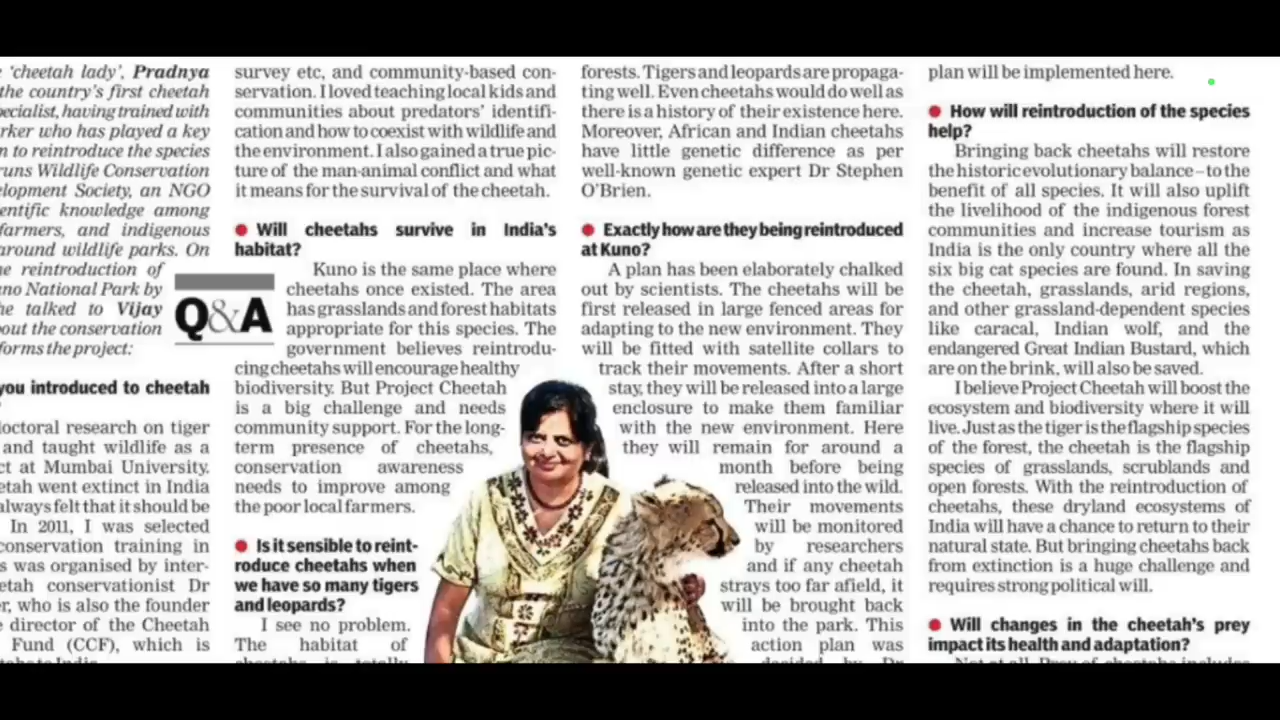 ‘cheetah lady’, Pradnya
the country’s first cheetah
specialist, having trained with
rker who has played a key
n to reintroduce the species
runs Wildlife Conservation
elopment Society, an NGO
entific knowledge among
farmers, and indigenous
around wildlife parks. On
ne reintroduction of
no National Park by
he talked to Vijay
out the conservation
forms the project:
Q&A
you introduced to cheetah
doctoral research on tiger
and taught wildlife as a
ct at Mumbai University.
etah went extinct in India
always felt that it should be
In 2011, I was selected
conservation training in
s was organised by inter-
etah conservationist Dr
r, who is also the founder
director of the Cheetah
Fund (CCF), which is
survey etc, and community-based con-
servation. I loved teaching local kids and
communities about predators’ identifi-
cation and how to coexist with wildlife and
the environment. I also gained a true pic-
ture of the man-animal conflict and what
it means for the survival of the cheetah.
● Will cheetahs survive in India’s
habitat?
Kuno is the same place where
cheetahs once existed. The area
has grasslands and forest habitats
appropriate for this species. The
government believes reintrodu-
cing cheetahs will encourage healthy
biodiversity. But Project Cheetah
is a big challenge and needs
community support. For the long-
term presence of cheetahs,
conservation awareness
needs to improve among
the poor local farmers.
● Is it sensible to reint-
roduce cheetahs when
we have so many tigers
and leopards?
I see no problem.
The habitat of
cheetahs is totally
forests. Tigers and leopards are propaga-
ting well. Even cheetahs would do well as
there is a history of their existence here.
Moreover, African and Indian cheetahs
have little genetic difference as per
well-known genetic expert Dr Stephen
O’Brien.
● Exactly how are they being reintroduced
at Kuno?
A plan has been elaborately chalked
out by scientists. The cheetahs will be
first released in large fenced areas for
adapting to the new environment. They
will be fitted with satellite collars to
track their movements. After a short
stay, they will be released into a large
enclosure to make them familiar
with the new environment. Here
they will remain for around a
month before being
released into the wild.
Their movements
will be monitored
by researchers
and if any cheetah
strays too far afield, it
will be brought back
into the park. This
action plan was
decided by Dr
plan will be implemented here.
● How will reintroduction of the species
help?
Bringing back cheetahs will restore
the historic evolutionary balance – to the
benefit of all species. It will also uplift
the livelihood of the indigenous forest
communities and increase tourism as
India is the only country where all the
six big cat species are found. In saving
the cheetah, grasslands, arid regions,
and other grassland-dependent species
like caracal, Indian wolf, and the
endangered Great Indian Bustard, which
are on the brink, will also be saved.
I believe Project Cheetah will boost the
ecosystem and biodiversity where it will
live. Just as the tiger is the flagship species
of the forest, the cheetah is the flagship
species of grasslands, scrublands and
open forests. With the reintroduction of
cheetahs, these dryland ecosystems of
India will have a chance to return to their
natural state. But bringing cheetahs back
from extinction is a huge challenge and
requires strong political will.
● Will changes in the cheetah’s prey
impact its health and adaptation?
Not at all. Prey of cheetahs includes